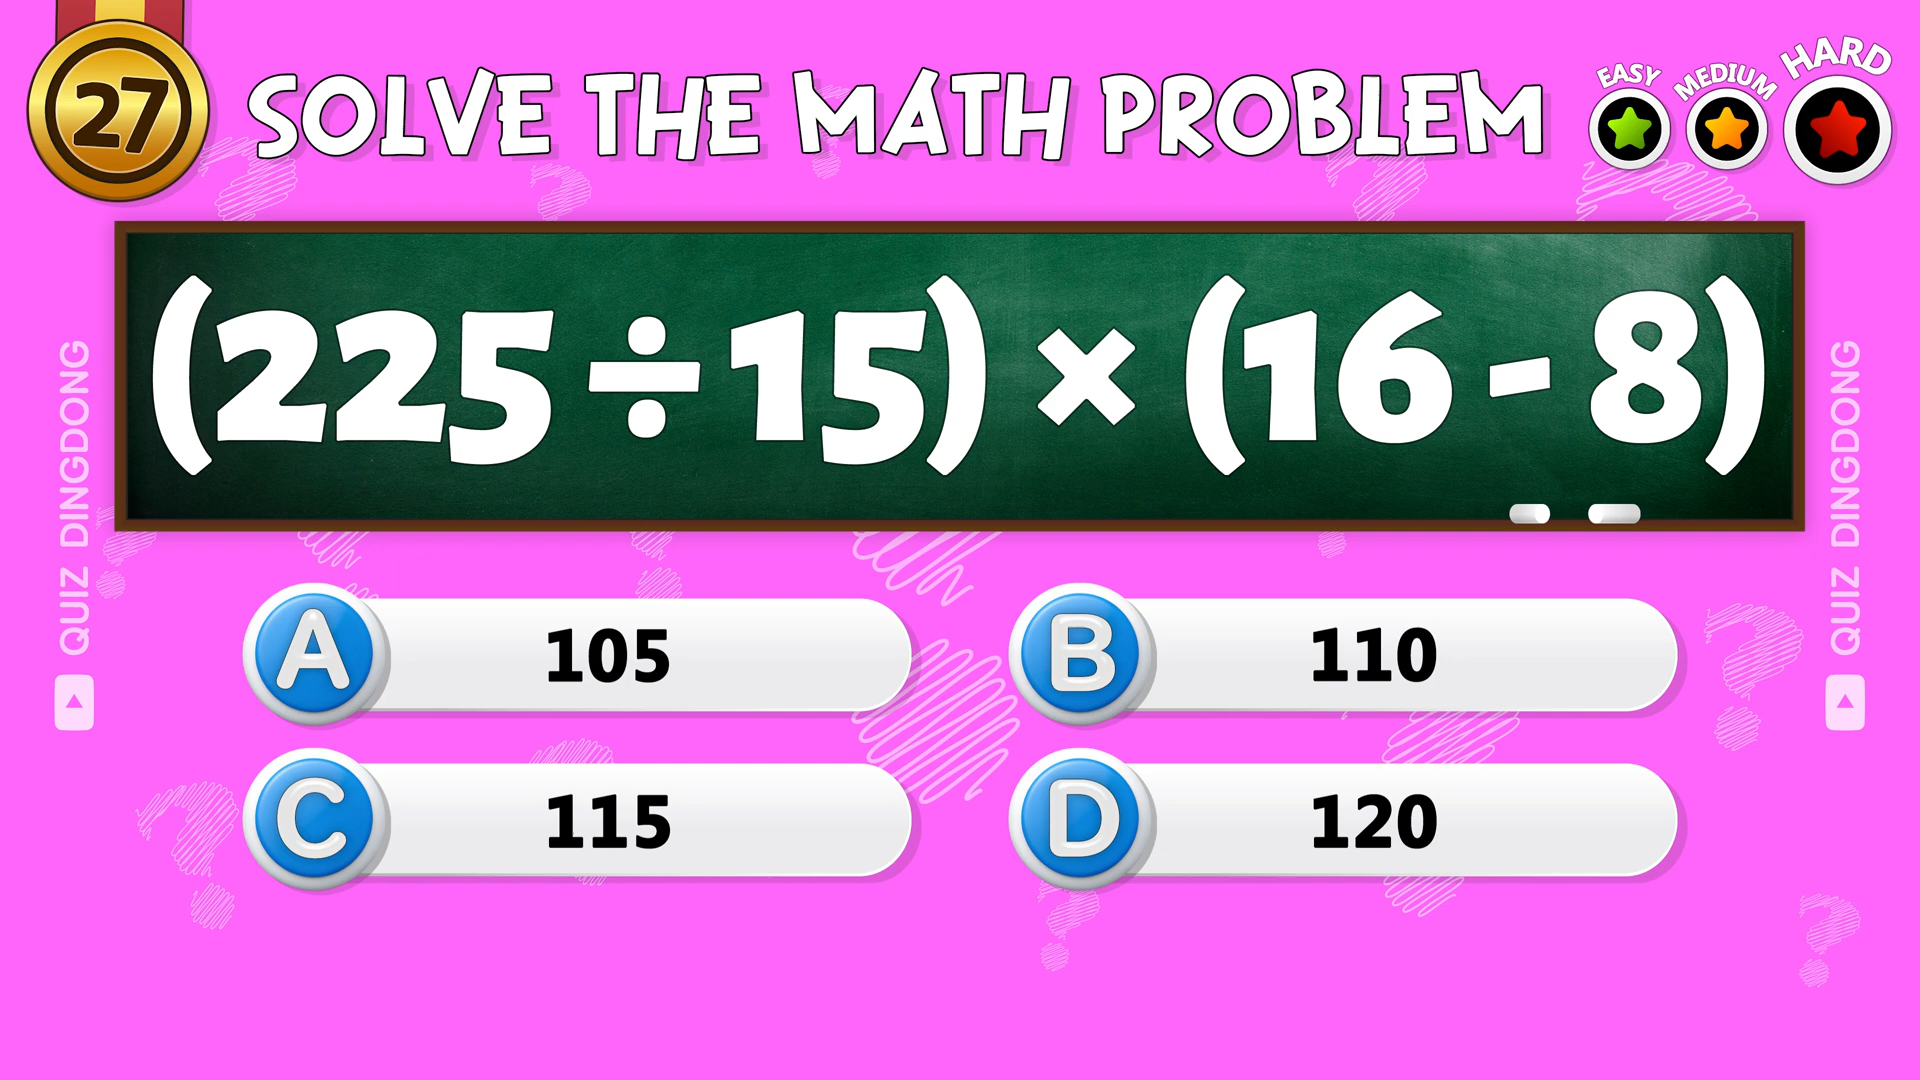 27
SOLVE THE MATH PROBLEM
EASY
MEDIUM
HARD
(225÷15)×(16-8)
QUIZ DINGDONG
QUIZ DINGDONG
A 105
B 110
C 115
D 120